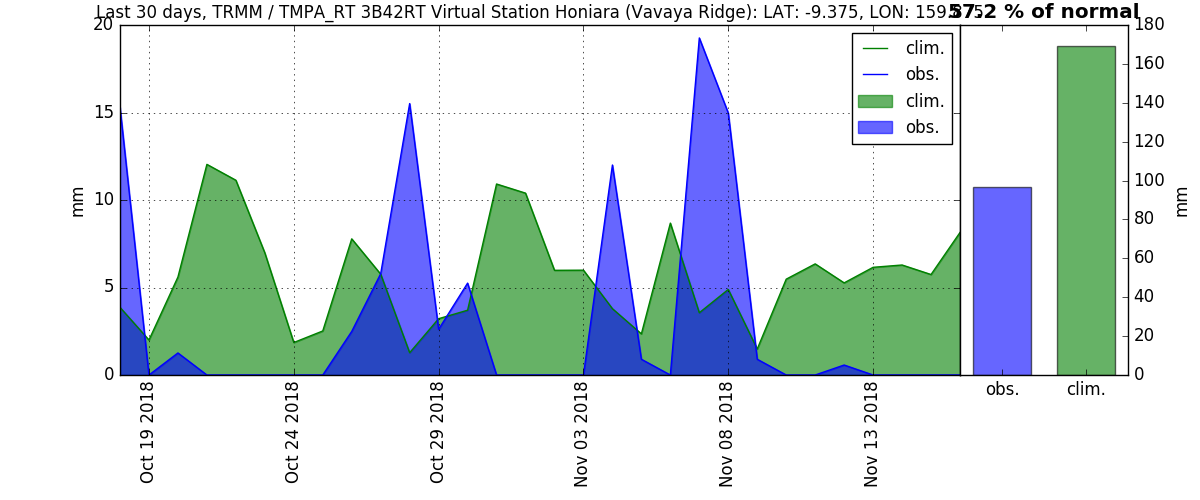 Last 30 days, TRMM / TMPA_RT 3B42RT Virtual Station Honiara (Vavaya Ridge): LAT: -9.375, LON:
57.2 % of normal
20
15
10
5
0
mm
clim.
obs.
clim.
obs.
180
160
140
120
100
80
60
40
20
0
mm
obs.
clim.
Oct 19 2018
Oct 24 2018
Oct 29 2018
Nov 03 2018
Nov 08 2018
Nov 13 2018